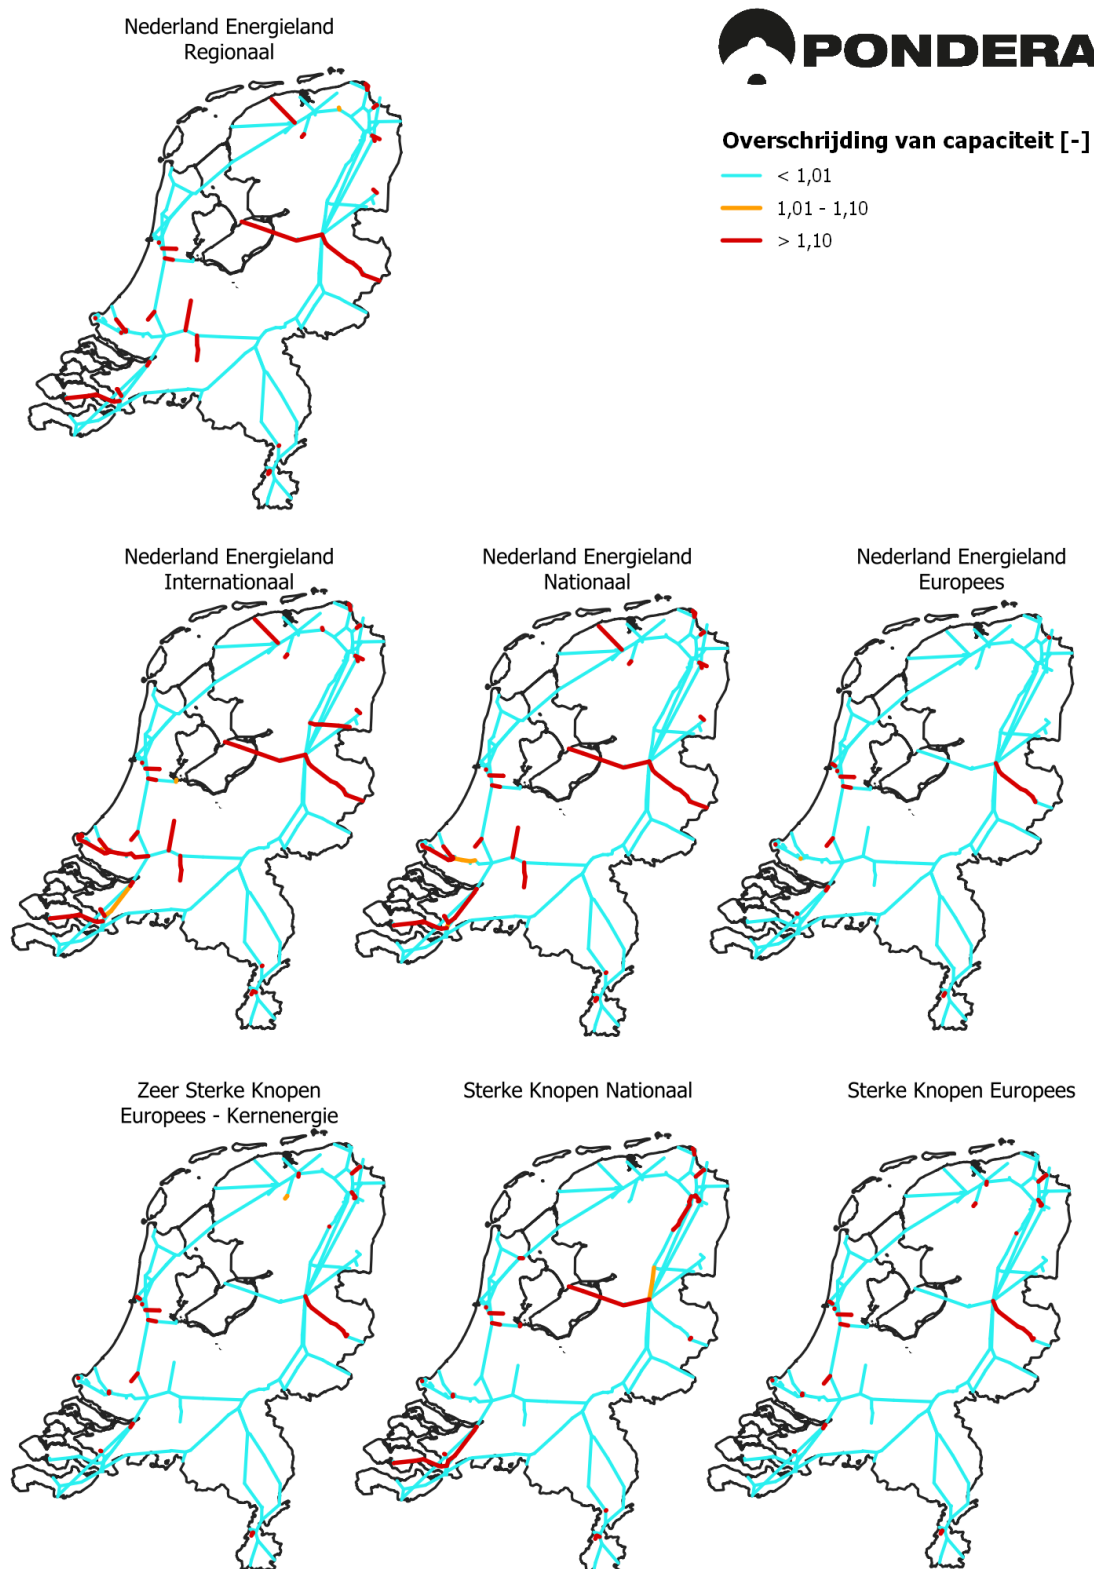 Nederland Energieland
Regionaal
PONDERA
Overschrijding van capaciteit [-]
< 1,01
1,01 - 1,10
> 1,10
Nederland Energieland
Internationaal
Nederland Energieland
Nationaal
Nederland Energieland
Europees
Zeer Sterke Knopen
Europees - Kernenergie
Sterke Knopen Nationaal
Sterke Knopen Europees